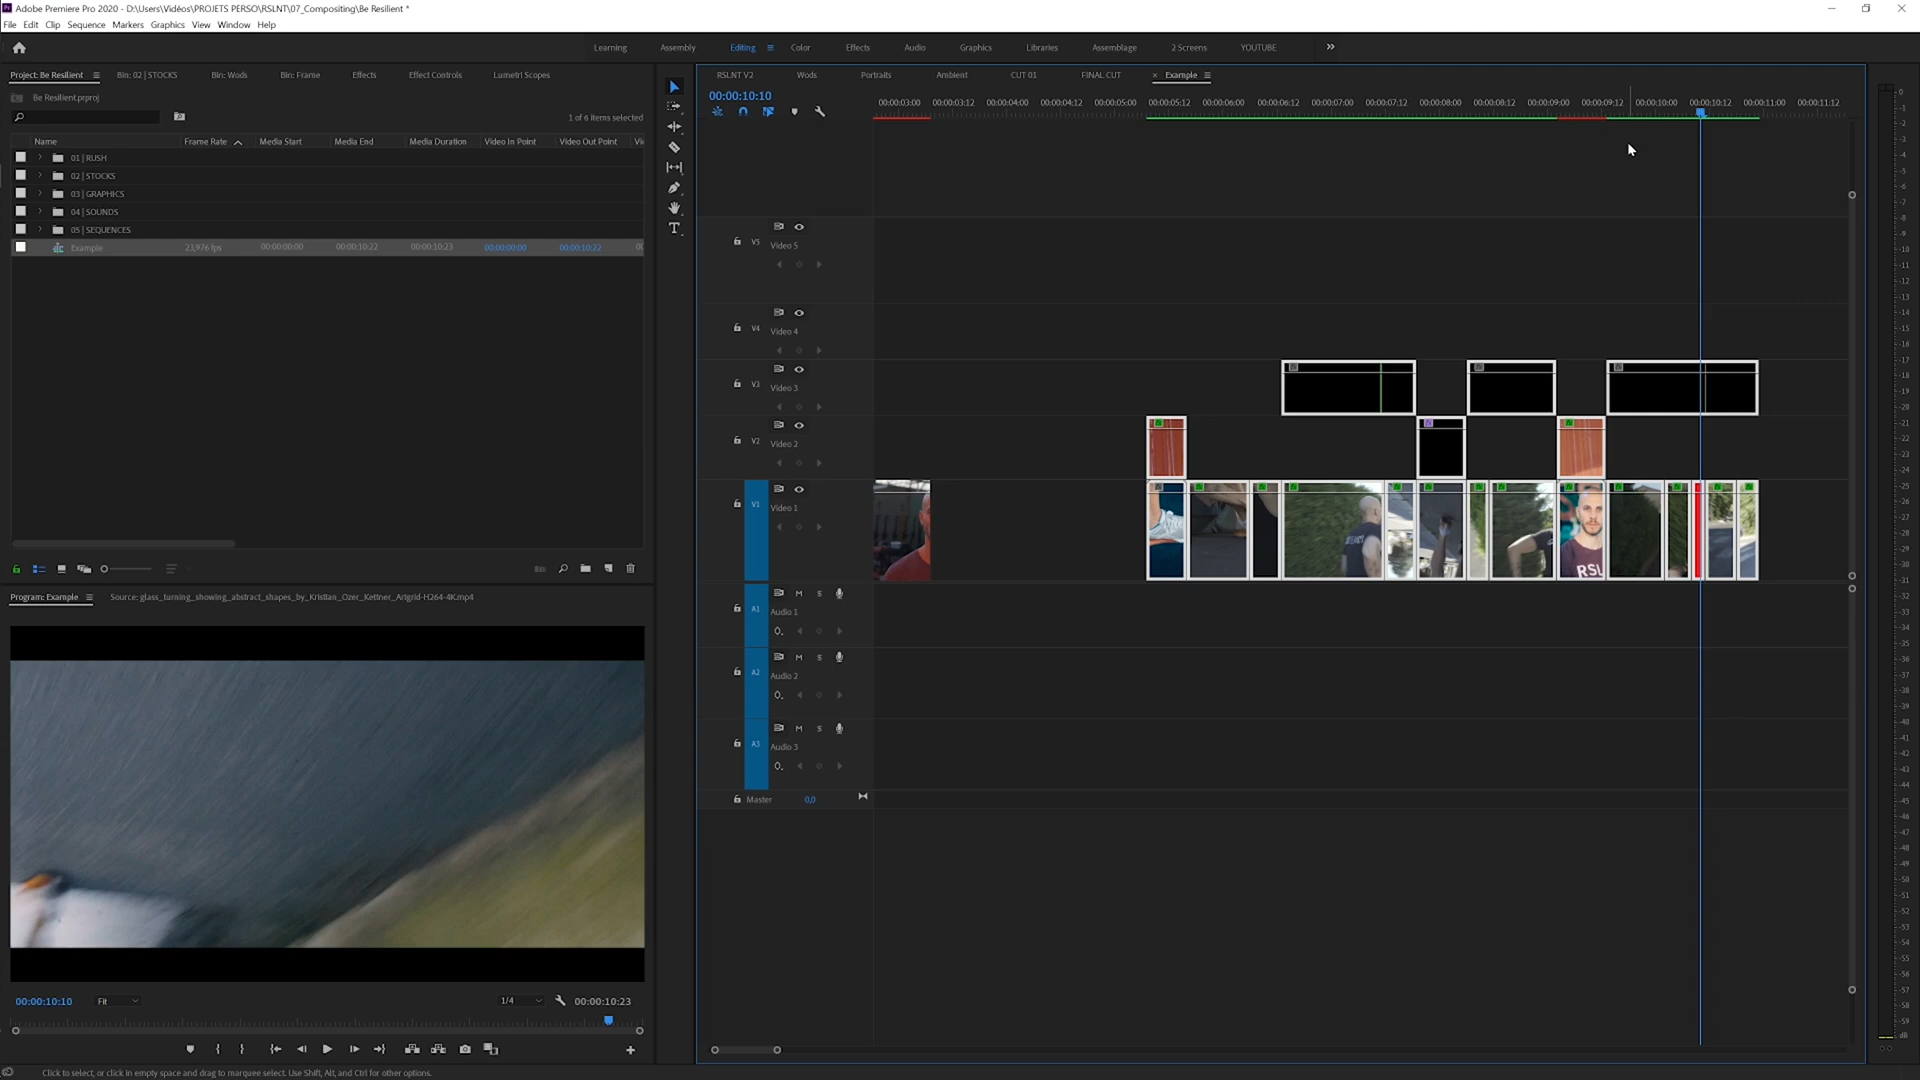 Adobe Premiere Pro 2020 - D:\Users\Vidéos\PROJETS PERSO\RSLNT\07_Compositing\Be Resilient *
File Edit Clip Sequence Markers Graphics View Window Help
Learning Assembly Editing Color Effects Audio Graphics Libraries Assemblage 2 Screens YOUTUBE
Project: Be Resilient Bin: 02 | STOCKS Bin: Wods Bin: Frame Effects Effect Controls Lumetri Scopes
Be Resilient.prproj
1 of 6 items selected
Name Frame Rate Media Start Media End Media Duration Video In Point Video Out Point
01 | RUSH
02 | STOCKS
03 | GRAPHICS
04 | SOUNDS
05 | SEQUENCES
Example 23,976 fps 00:00:00:00 00:00:10:22 00:00:10:23 00:00:00:00 00:00:10:22
Program: Example Source: glass_turning_showing_abstract_shapes_by_Kristian_Ozer_Kettner_Artgrid-H264-4K.mp4
00:00:10:10 Fit 1/4 00:00:10:23
RSLNT V2 Wods Portraits Ambient CUT 01 FINAL CUT × Example
00:00:10:10
00:00:03:00 00:00:03:12 00:00:04:00 00:00:04:12 00:00:05:00 00:00:05:12 00:00:06:00 00:00:06:12 00:00:07:00 00:00:07:12 00:00:08:00 00:00:08:12 00:00:09:00 00:00:09:12 00:00:10:00 00:00:10:12 00:00:11:00 00:00:11:12
V5 Video 5
V4 Video 4
V3 Video 3
V2 Video 2
V1 Video 1
RSL
A1 M S
Audio 1
A2 M S
Audio 2
A3 M S
Audio 3
Master 0,0
Click to select, or click in empty space and drag to marquee select. Use Shift, Alt, and Ctrl for other options.